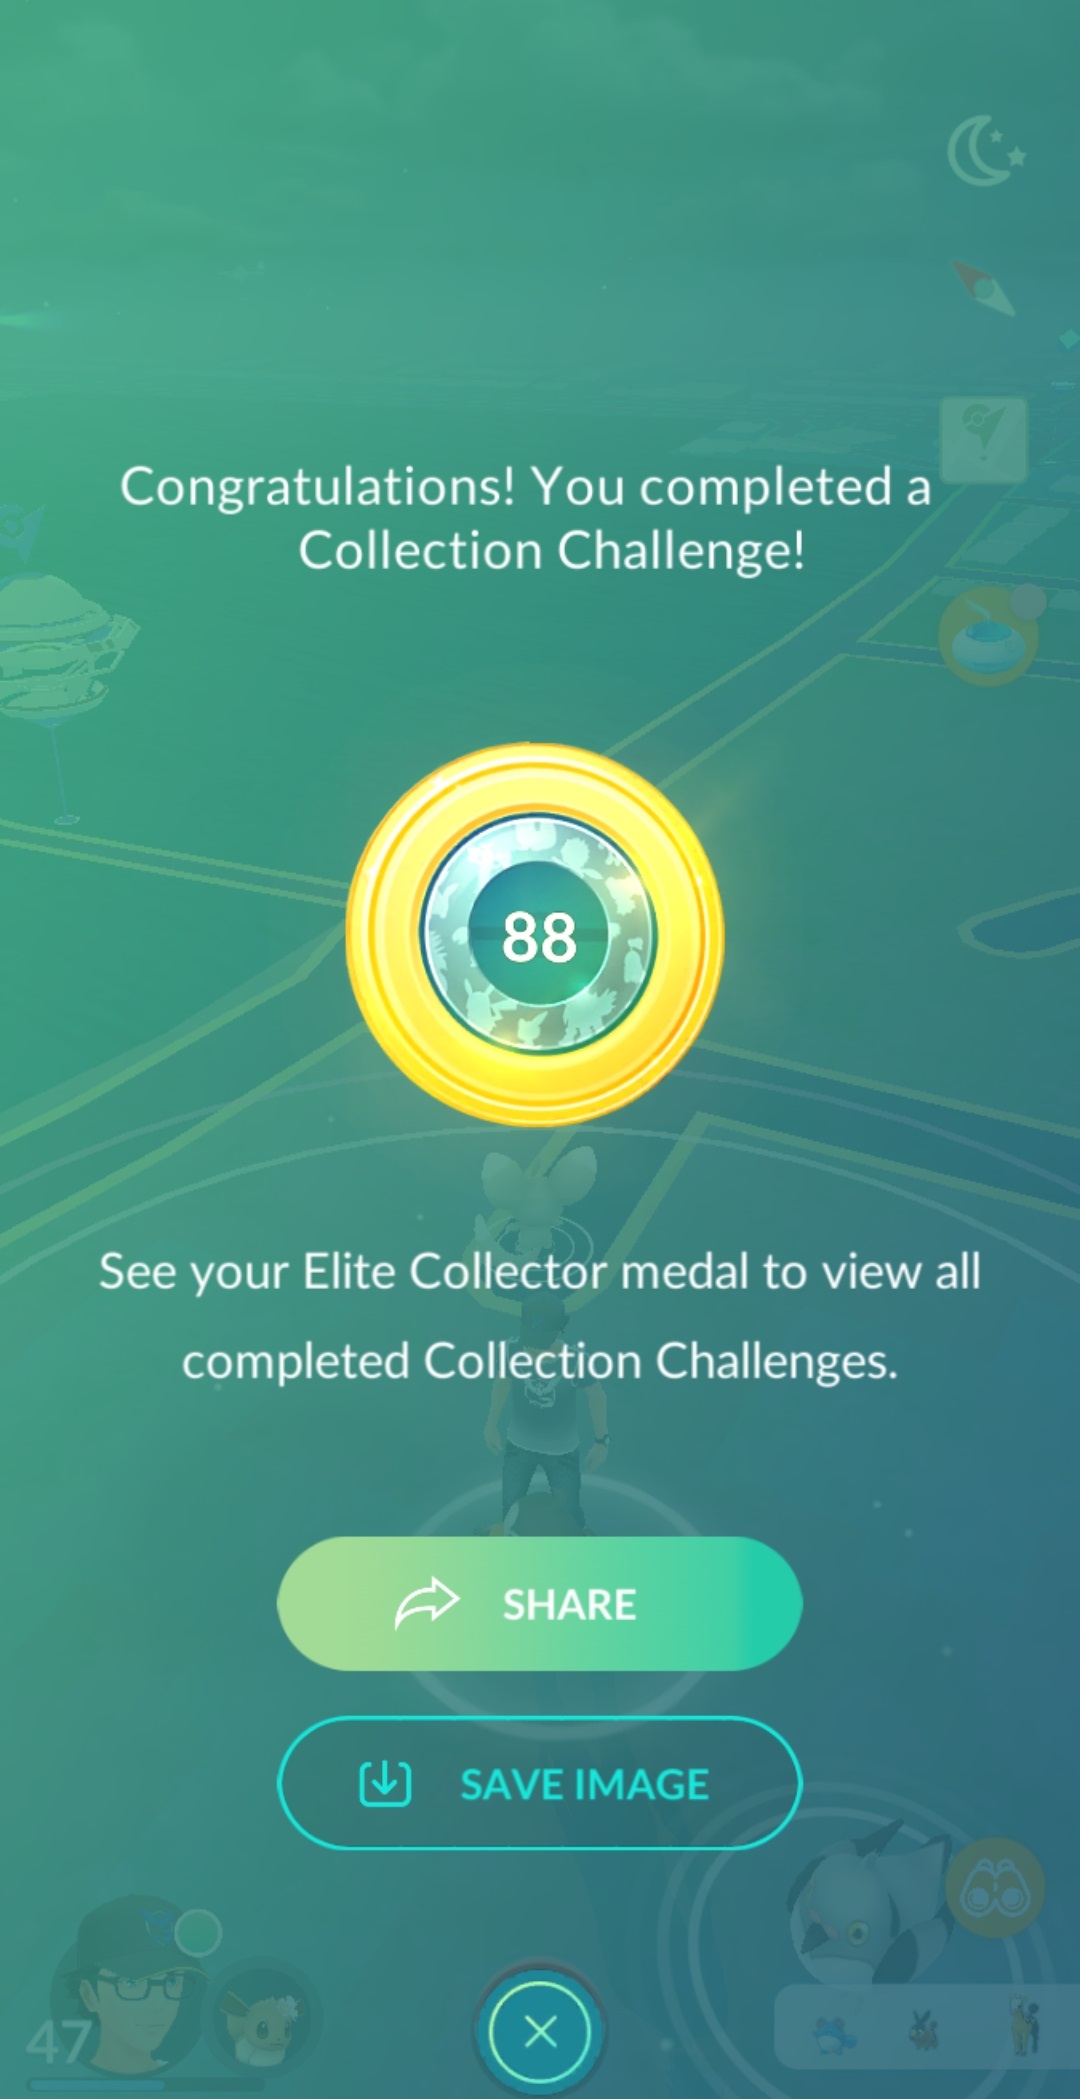 Congratulations! You completed a
Collection Challenge!
88
See your Elite Collector medal to view all
completed Collection Challenges.
SHARE
SAVE IMAGE
47